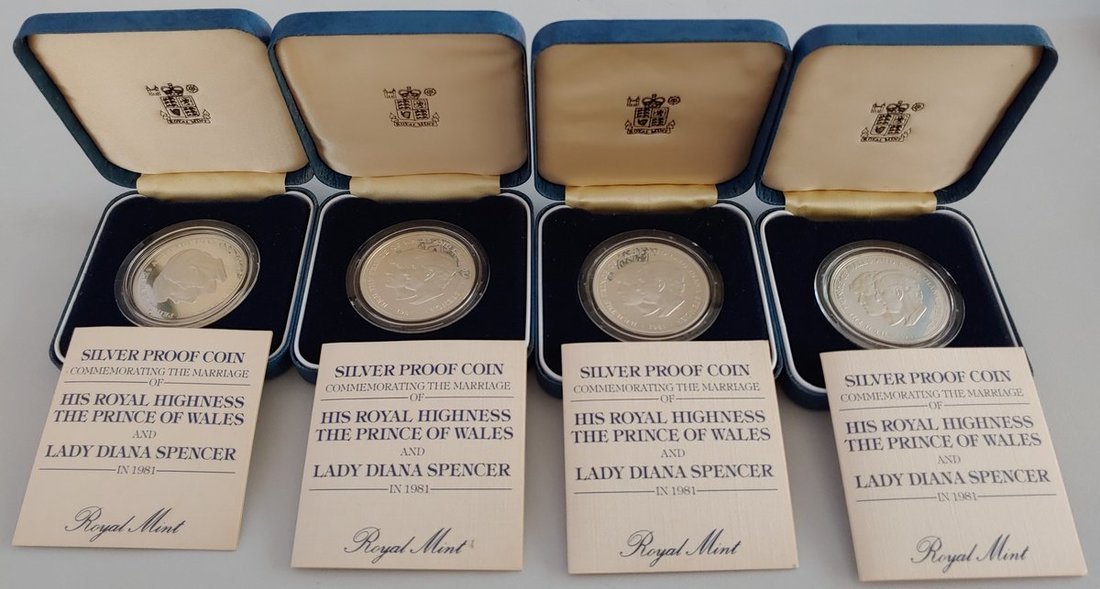 SILVER PROOF COIN
COMMEMORATING THE MARRIAGE
OF
HIS ROYAL HIGHNESS
THE PRINCE OF WALES
AND
LADY DIANA SPENCER
IN 1981
Royal Mint
SILVER PROOF COIN
COMMEMORATING THE MARRIAGE
OF
HIS ROYAL HIGHNESS
THE PRINCE OF WALES
AND
LADY DIANA SPENCER
IN 1981
Royal Mint
SILVER PROOF COIN
COMMEMORATING THE MARRIAGE
OF
HIS ROYAL HIGHNESS
THE PRINCE OF WALES
AND
LADY DIANA SPENCER
IN 1981
Royal Mint
SILVER PROOF COIN
COMMEMORATING THE MARRIAGE
OF
HIS ROYAL HIGHNESS
THE PRINCE OF WALES
AND
LADY DIANA SPENCER
IN 1981
Royal Mint